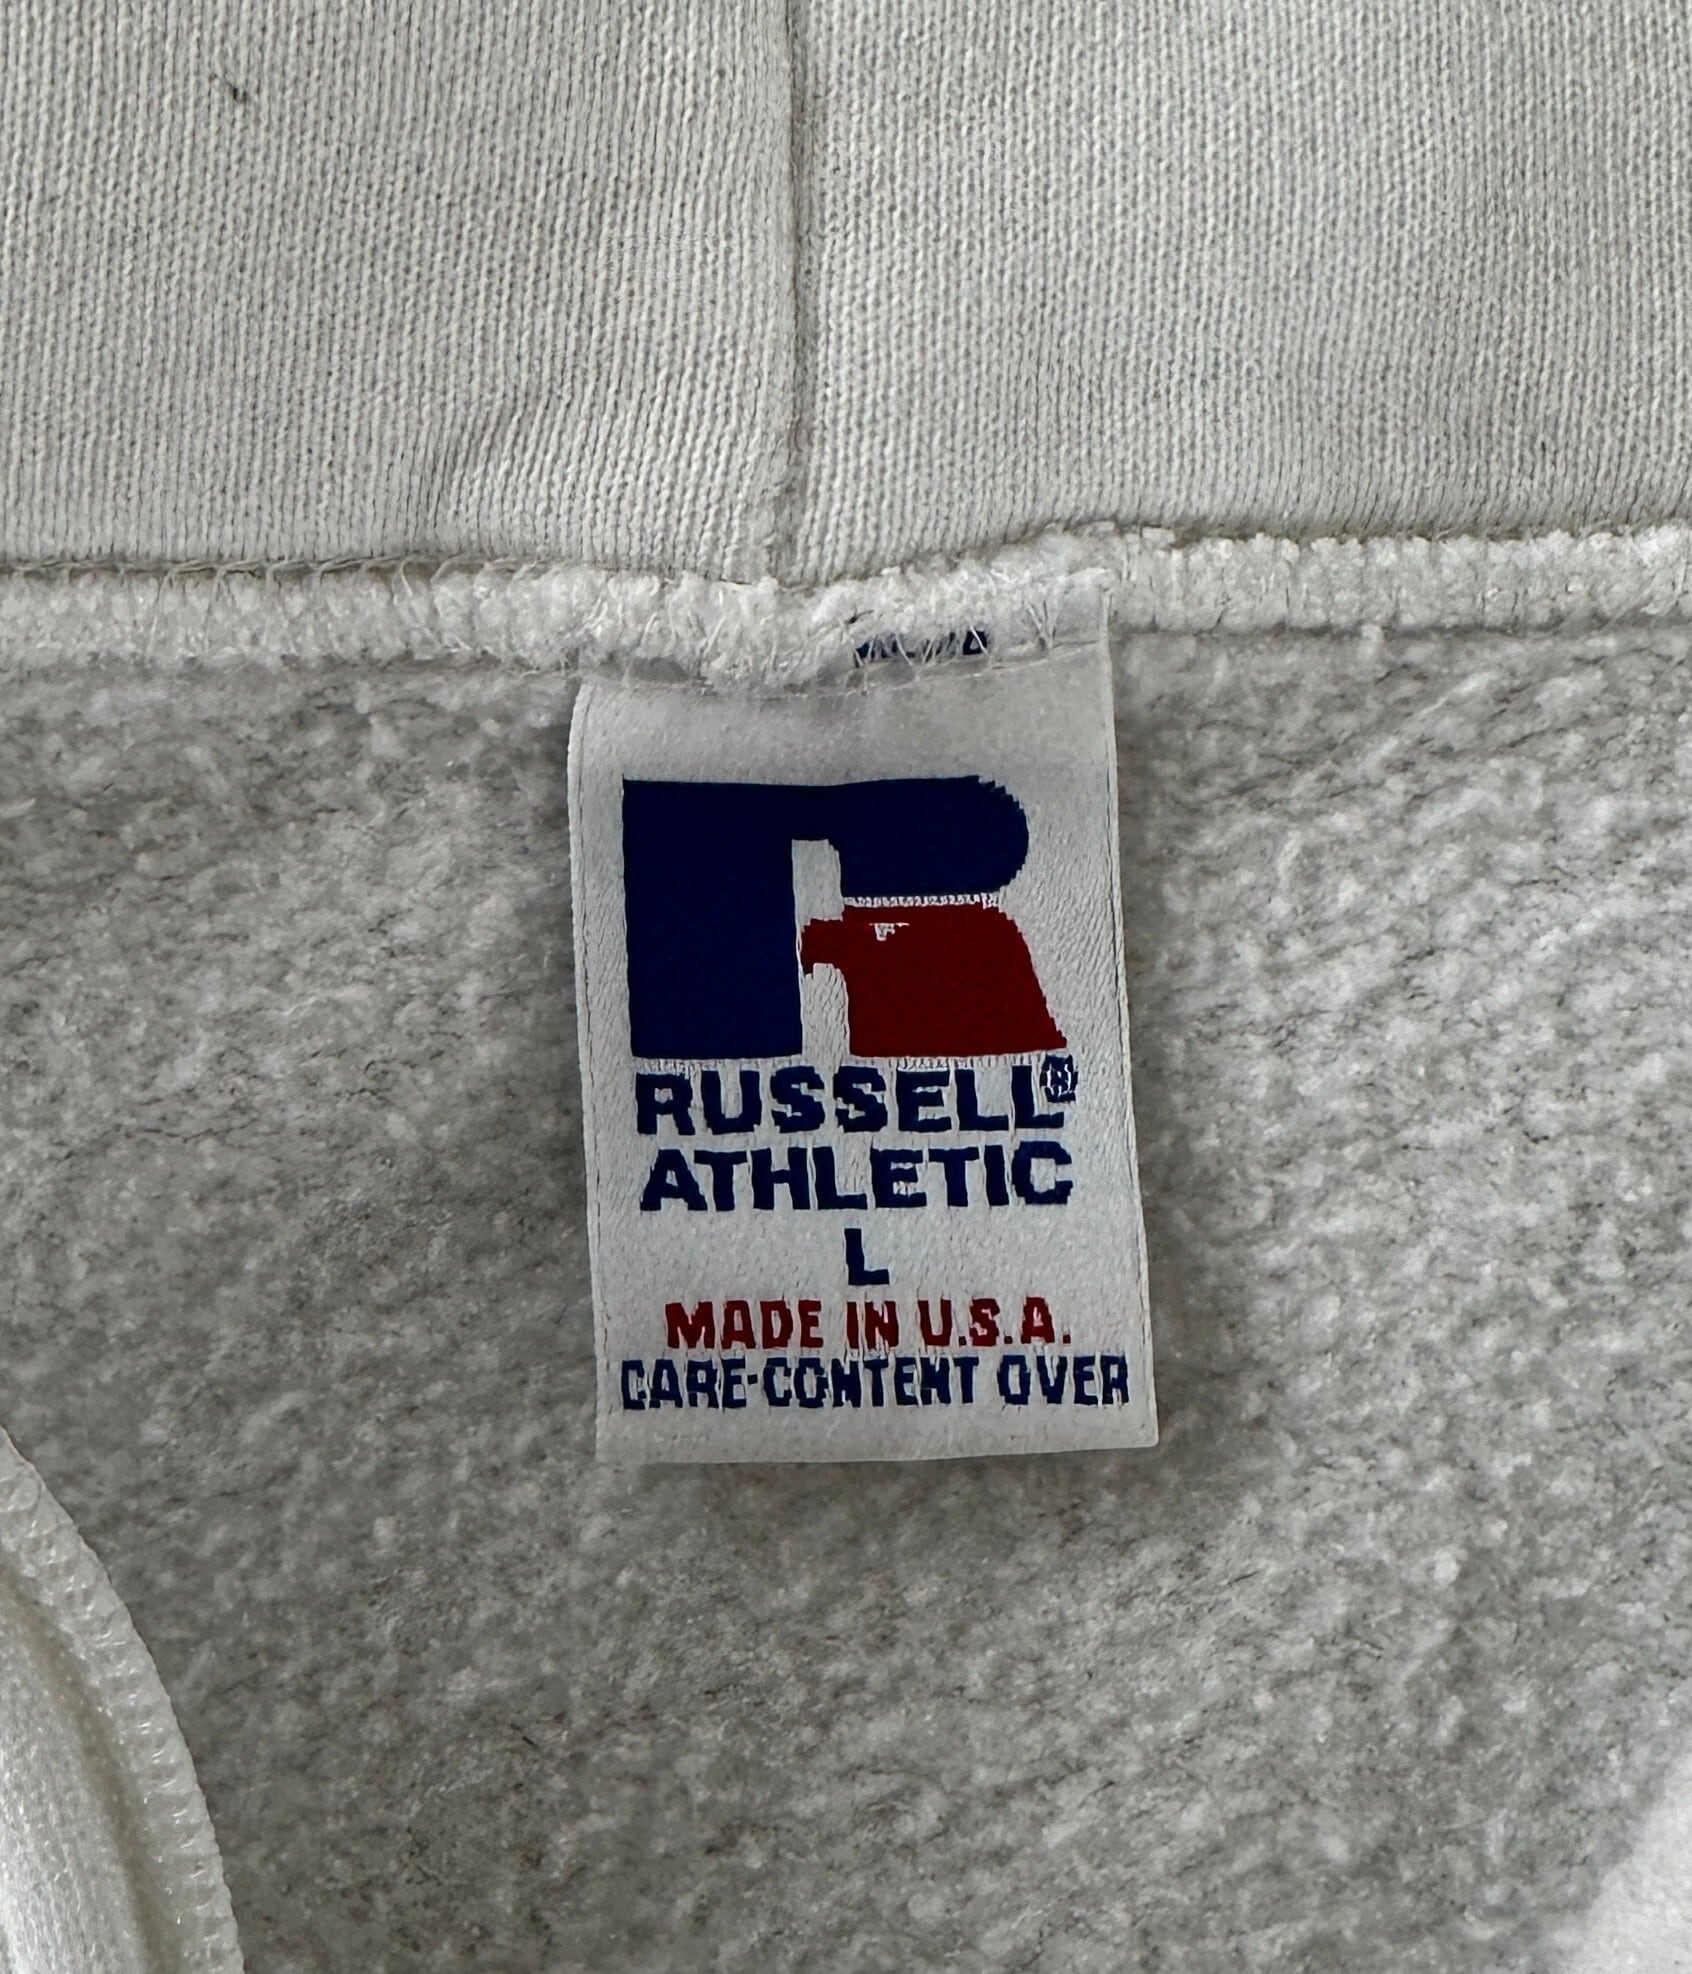 RUSSELL®
ATHLETIC
L
MADE IN U.S.A.
CARE-CONTENT OVER